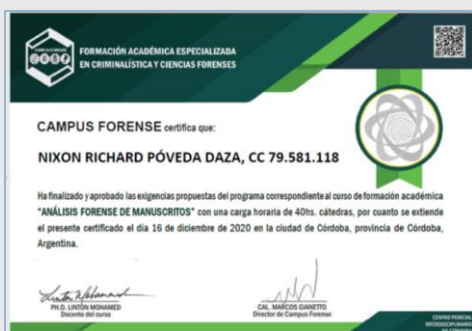 CAMPUS FORENSE
FORMACIÓN ACADÉMICA ESPECIALIZADA
EN CRIMINALÍSTICA Y CIENCIAS FORENSES
CAMPUS FORENSE certifica que:
NIXON RICHARD PÓVEDA DAZA, CC 79.581.118
Ha finalizado y aprobado las exigencias propuestas del programa correspondiente al curso de formación académica
"ANÁLISIS FORENSE DE MANUSCRITOS" con una carga horaria de 40hs. cátedras, por cuanto se extiende
el presente certificado el día 16 de diciembre de 2020 en la ciudad de Córdoba, provincia de Córdoba,
Argentina.
Linton Mohammed
PH.D. LINTON MOHAMED
Docente del curso
CAL. MARCOS GIANETTO
Director de Campus Forense
CENTRO PERICIAL
INTERDISCIPLINARIO